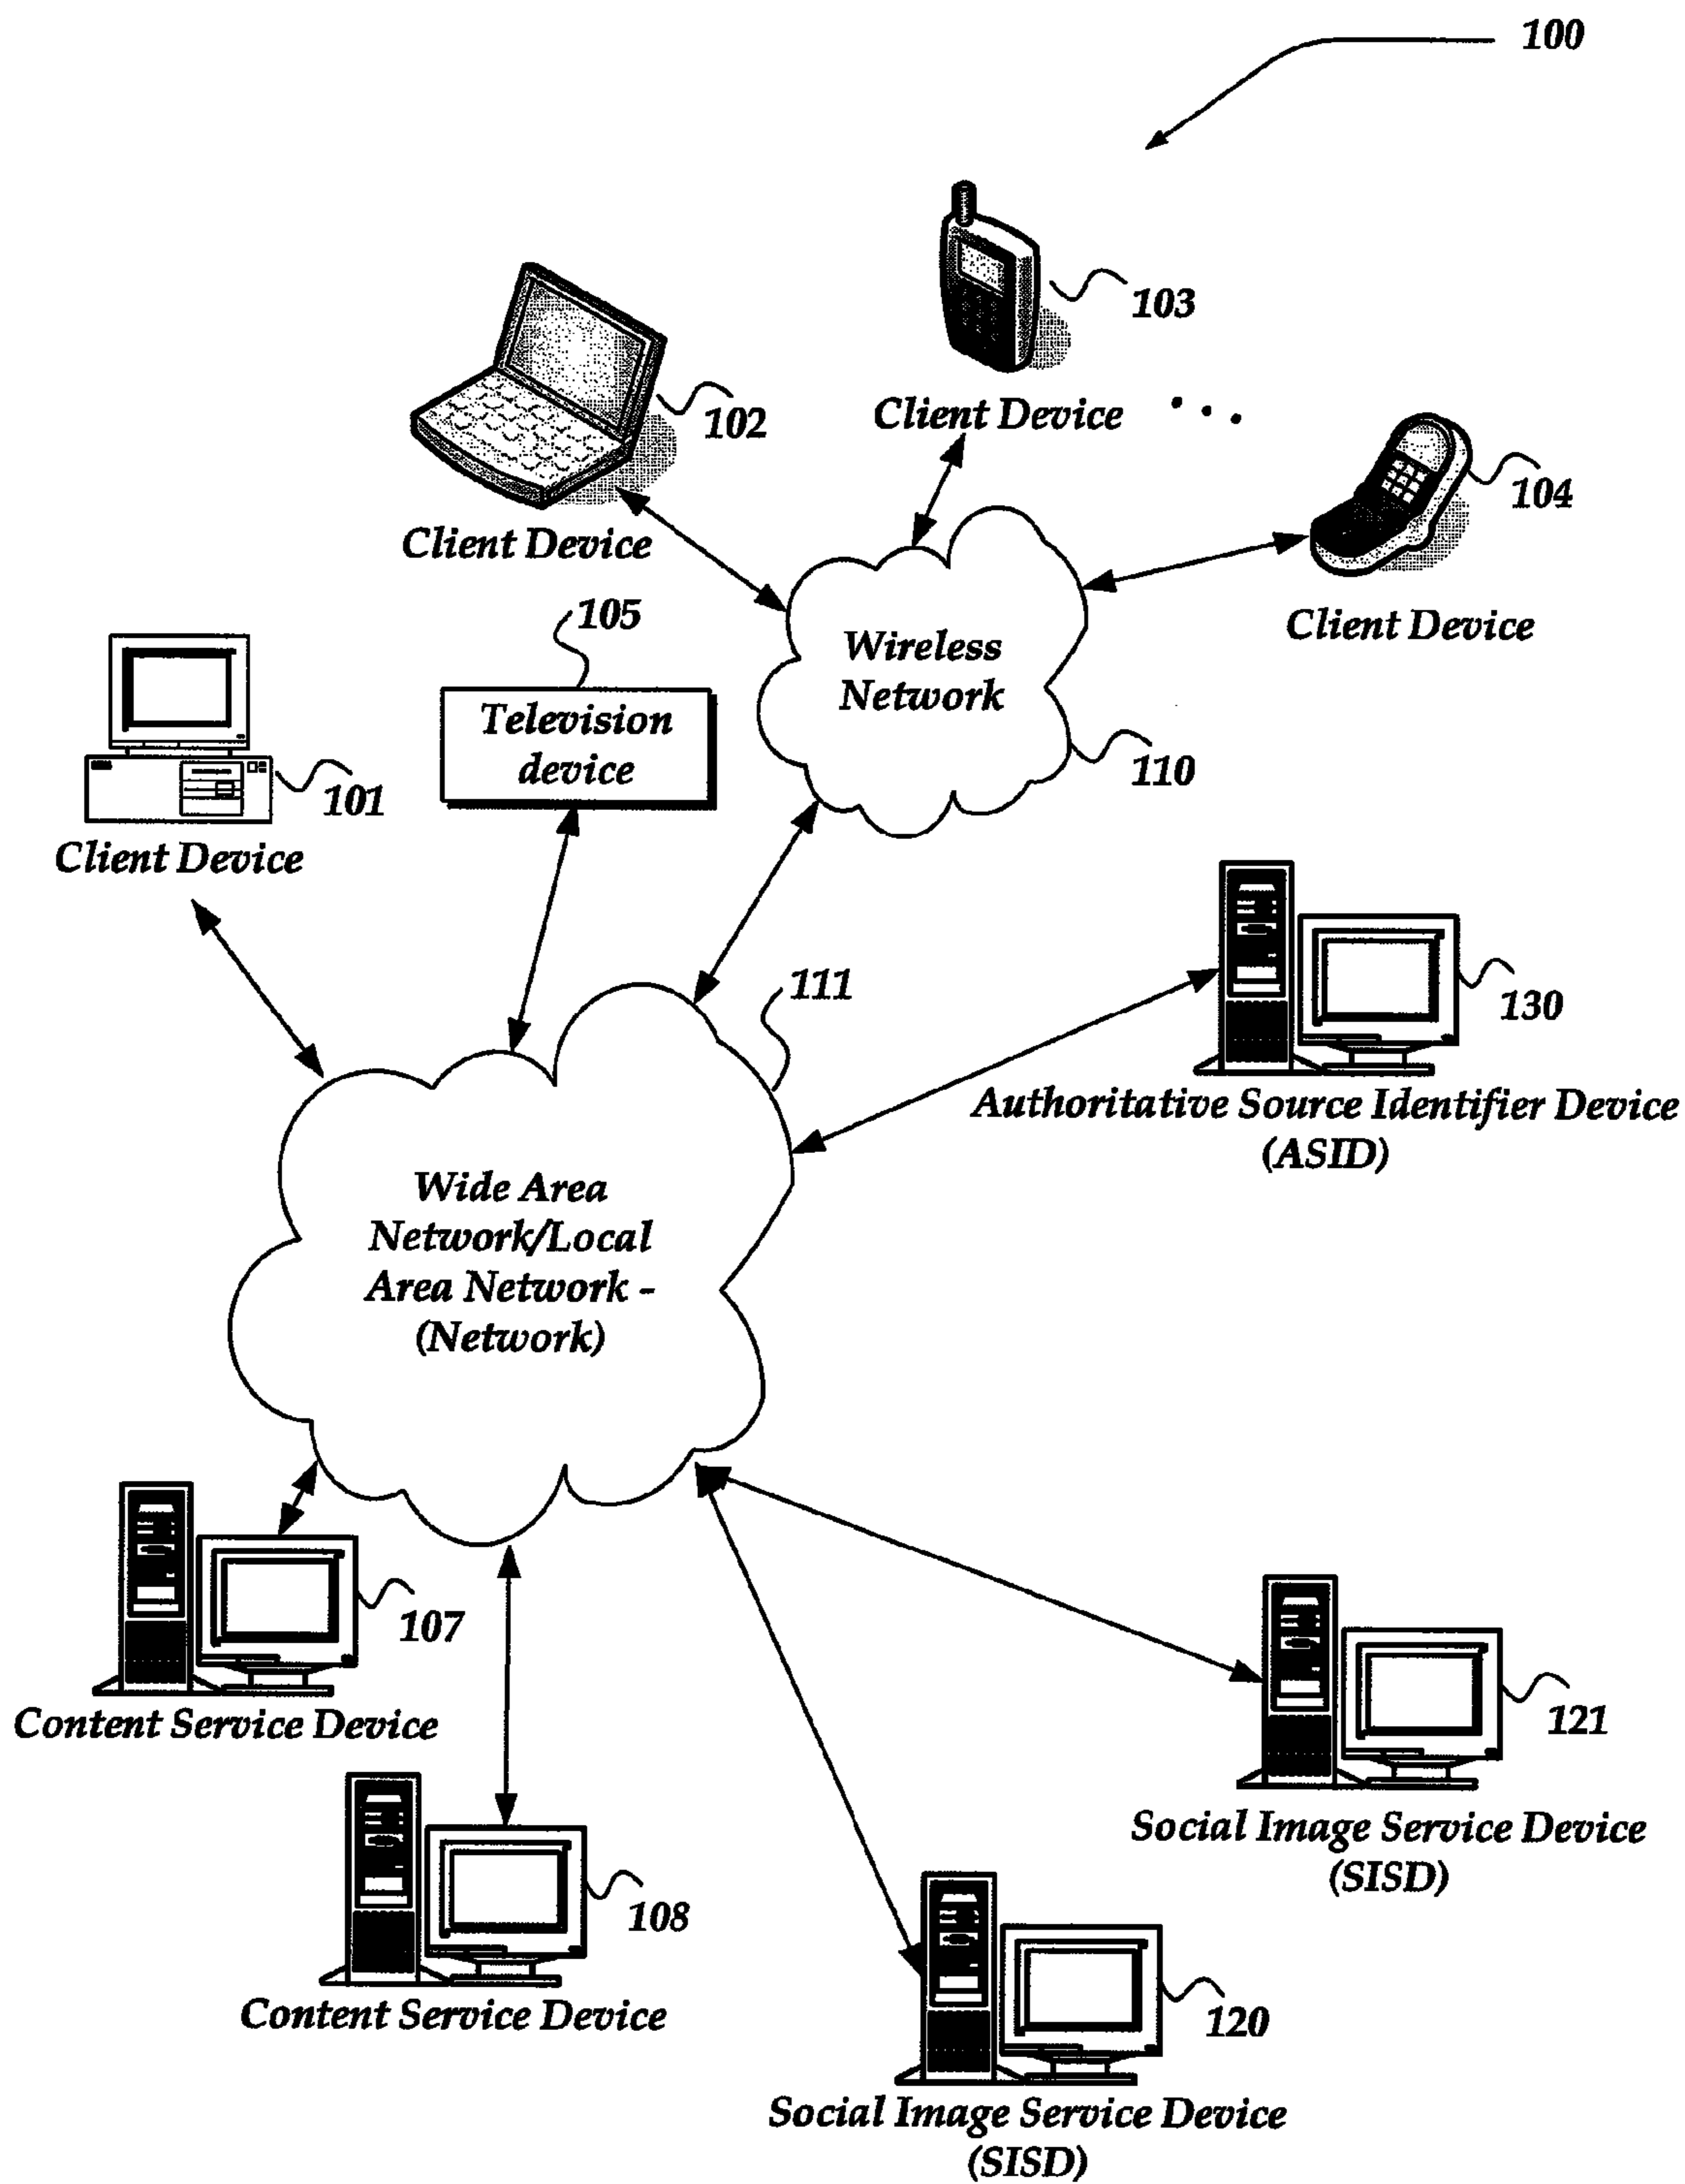 100
103
Client Device
...
102
Client Device
104
Client Device
105
Television
device
Wireless
Network
110
101
Client Device
111
130
Authoritative Source Identifier Device
(ASID)
Wide Area
Network/Local
Area Network -
(Network)
107
Content Service Device
121
Social Image Service Device
(SISD)
108
Content Service Device
120
Social Image Service Device
(SISD)